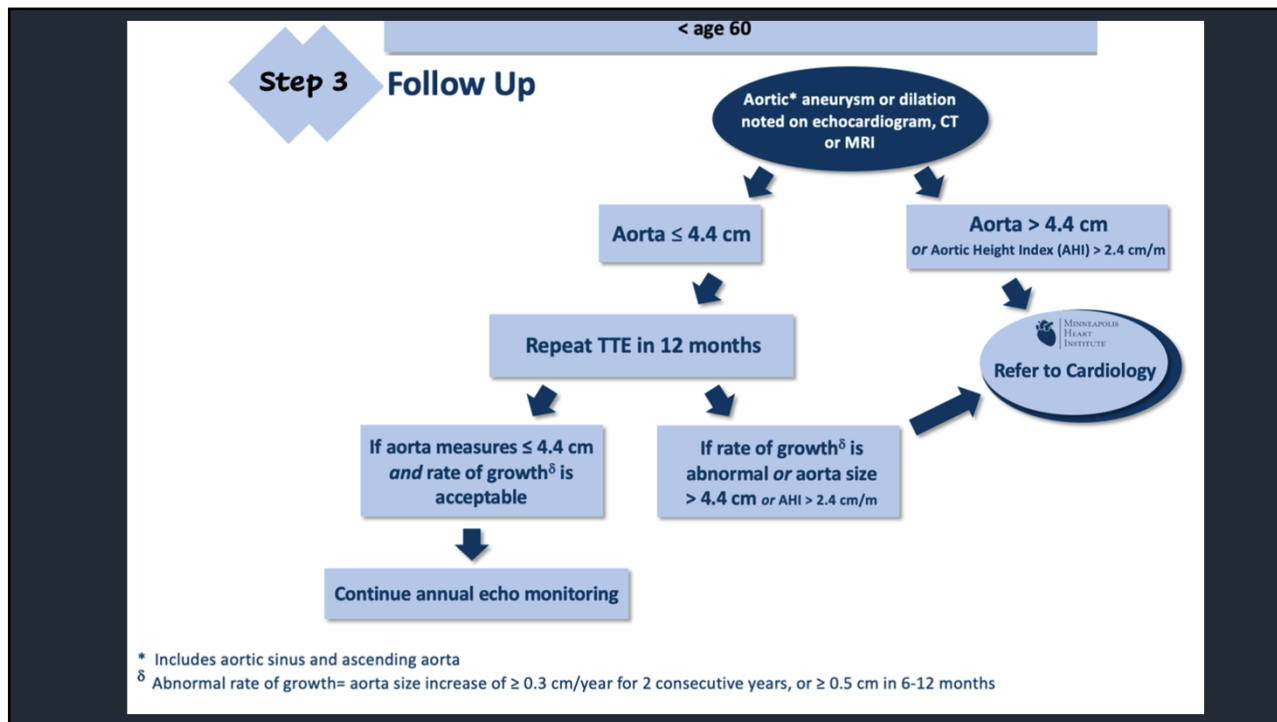 < age 60
Step 3
Follow Up
Aortic* aneurysm or dilation
noted on echocardiogram, CT
or MRI
Aorta ≤ 4.4 cm
Aorta > 4.4 cm
or Aortic Height Index (AHI) > 2.4 cm/m
Repeat TTE in 12 months
MINNEAPOLIS
HEART
INSTITUTE
Refer to Cardiology
If aorta measures ≤ 4.4 cm
and rate of growthδ is
acceptable
If rate of growthδ is
abnormal or aorta size
> 4.4 cm or AHI > 2.4 cm/m
Continue annual echo monitoring
* Includes aortic sinus and ascending aorta
δ Abnormal rate of growth= aorta size increase of ≥ 0.3 cm/year for 2 consecutive years, or ≥ 0.5 cm in 6-12 months